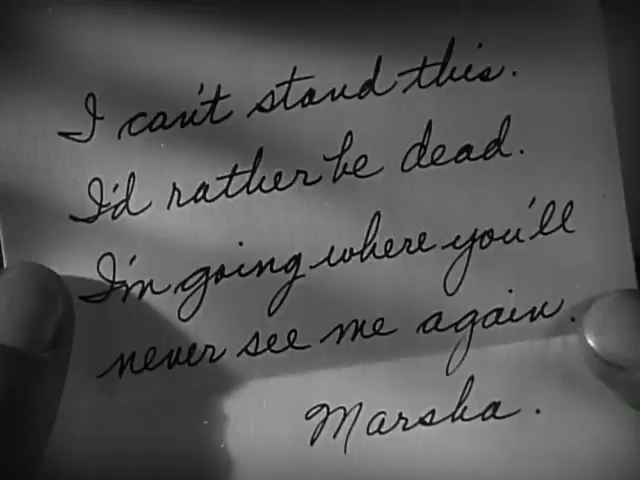 I can't stand this.
I'd rather be dead.
I'm going where you'll
never see me again.
Marsha.